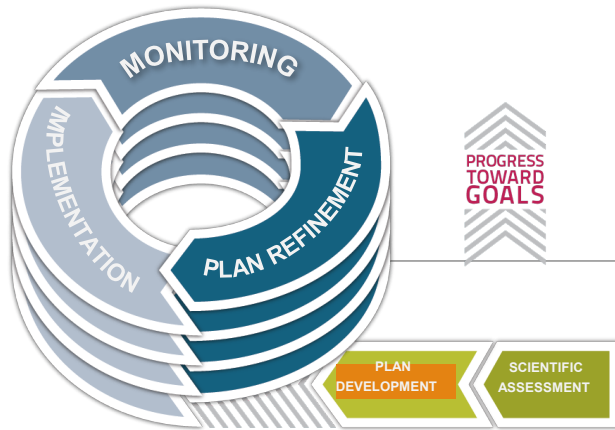 MONITORING
IMPLEMENTATION
PLAN REFINEMENT
PROGRESS
TOWARD
GOALS
PLAN
DEVELOPMENT
SCIENTIFIC
ASSESSMENT